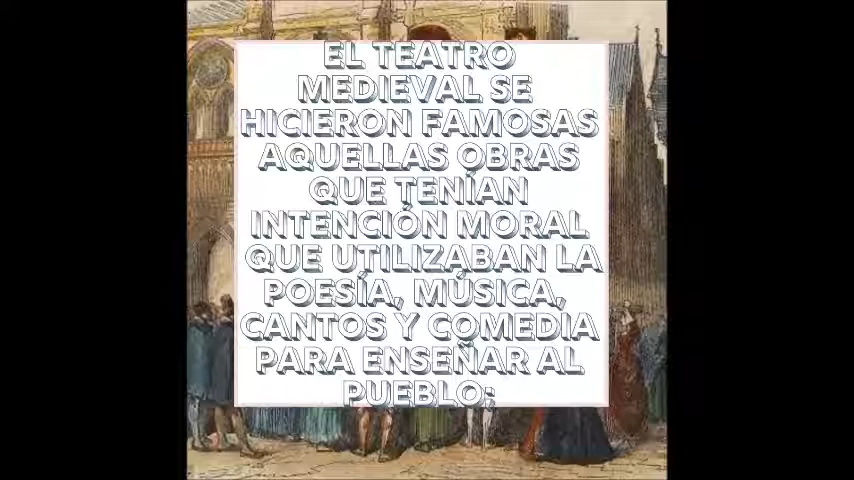 EL TEATRO
MEDIEVAL SE
HICIERON FAMOSAS
AQUELLAS OBRAS
QUE TENÍAN
INTENCIÓN MORAL
QUE UTILIZABAN LA
POESÍA, MÚSICA,
CANTOS Y COMEDIA
PARA ENSEÑAR AL
PUEBLO: